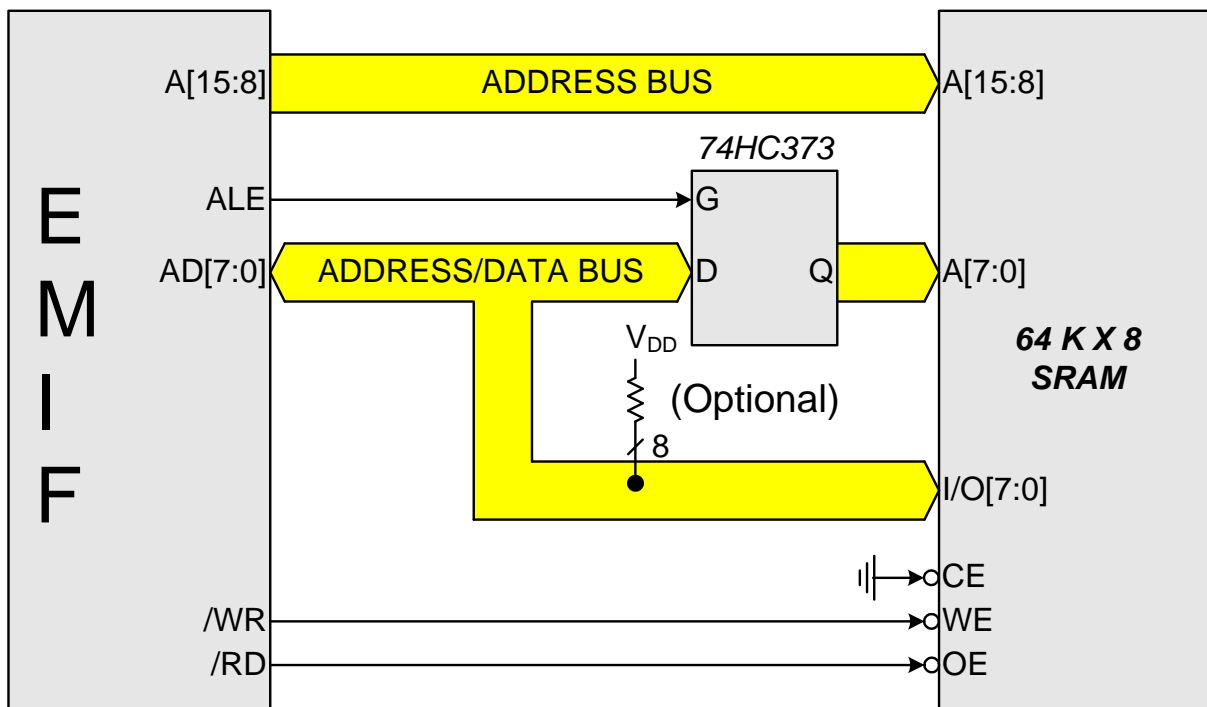 A[15:8]
ADDRESS BUS
A[15:8]
74HC373
ALE
G
EMIF
AD[7:0]
ADDRESS/DATA BUS
D
Q
A[7:0]
VDD
64 K X 8
SRAM
(Optional)
8
I/O[7:0]
CE
/WR
WE
/RD
OE